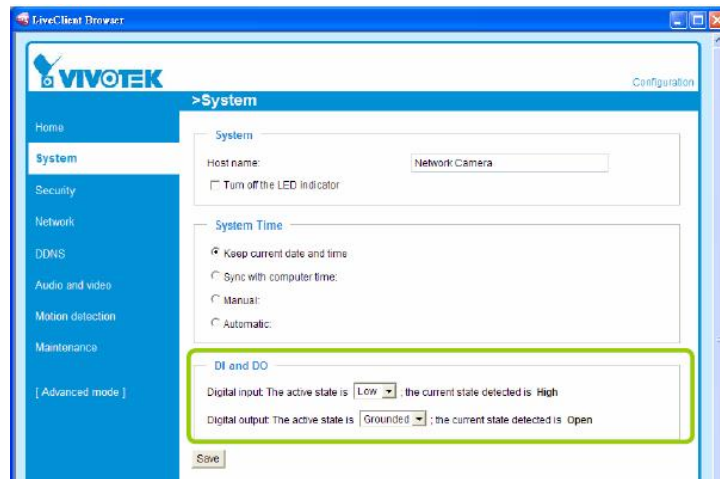 LiveClient Browser
VIVOTEK
Configuration
>System
Home
System
Security
Network
DDNS
Audio and video
Motion detection
Maintenance
[ Advanced mode ]
System
Host name: Network Camera
Turn off the LED indicator
System Time
Keep current date and time
Sync with computer time:
Manual:
Automatic:
DI and DO
Digital input: The active state is Low ; the current state detected is High
Digital output: The active state is Grounded ; the current state detected is Open
Save